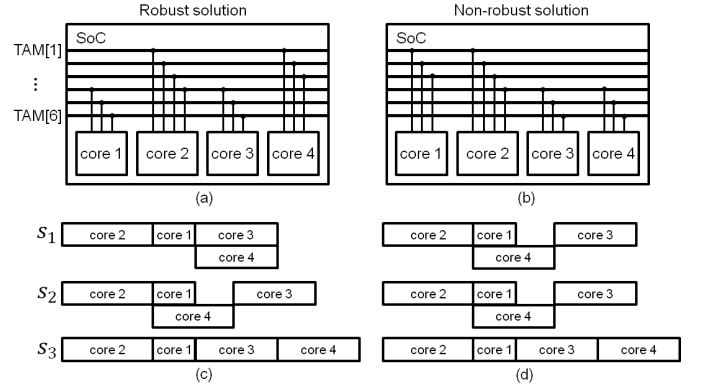 Robust solution
Non-robust solution
SoC
SoC
TAM[1]
⋮
TAM[6]
core 1 core 2 core 3 core 4
core 1 core 2 core 3 core 4
(a)
(b)
S1 core 2 core 1 core 3
core 4
core 2 core 1 core 3
core 4
S2 core 2 core 1 core 3
core 4
core 2 core 1 core 3
core 4
S3 core 2 core 1 core 3 core 4
core 2 core 1 core 3 core 4
(c)
(d)